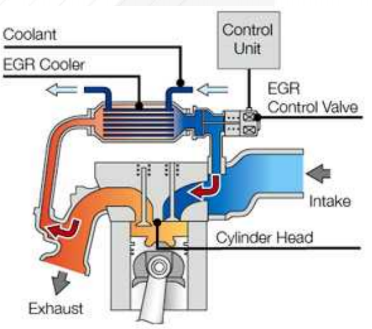 Coolant
EGR Cooler
Control
Unit
EGR
Control Valve
Intake
Cylinder Head
Exhaust